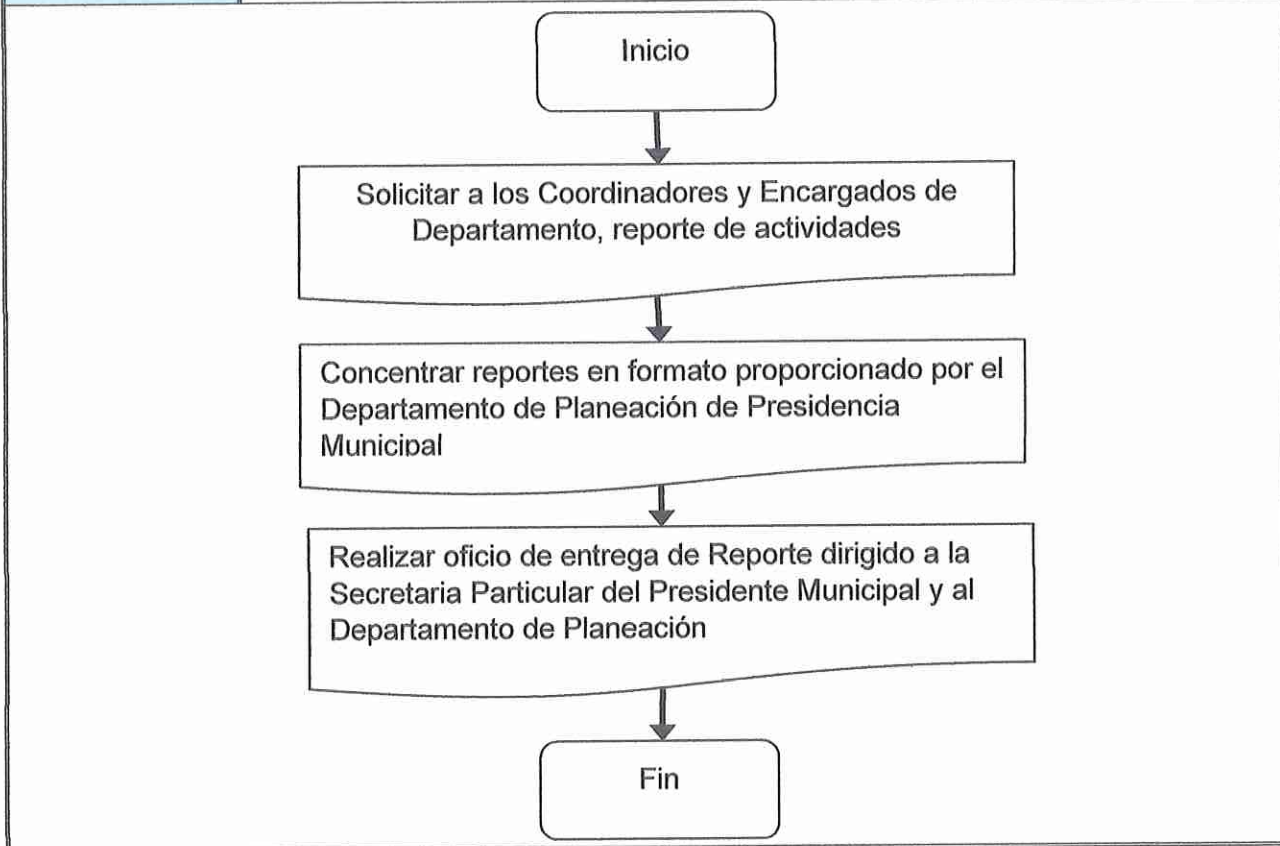 Inicio
Solicitar a los Coordinadores y Encargados de
Departamento, reporte de actividades
Concentrar reportes en formato proporcionado por el
Departamento de Planeación de Presidencia
Municipal
Realizar oficio de entrega de Reporte dirigido a la
Secretaria Particular del Presidente Municipal y al
Departamento de Planeación
Fin